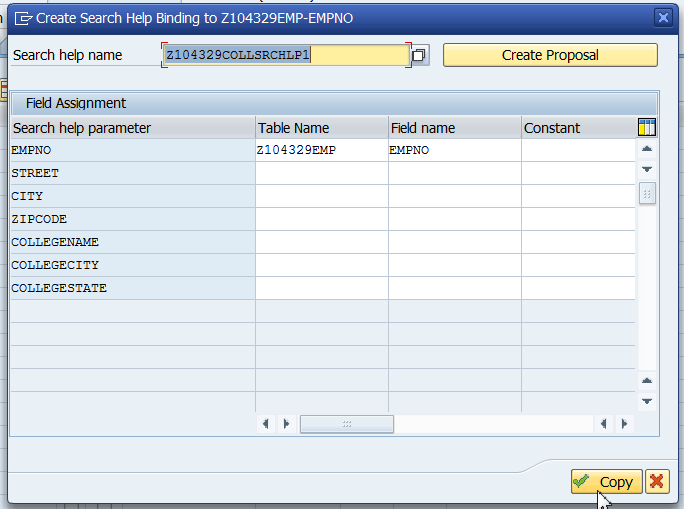 Create Search Help Binding to Z104329EMP-EMPNO
Search help name Z104329COLLSRCHLP1 Create Proposal
Field Assignment
Search help parameter Table Name Field name Constant
EMPNO Z104329EMP EMPNO
STREET
CITY
ZIPCODE
COLLEGENAME
COLLEGECITY
COLLEGESTATE
Copy